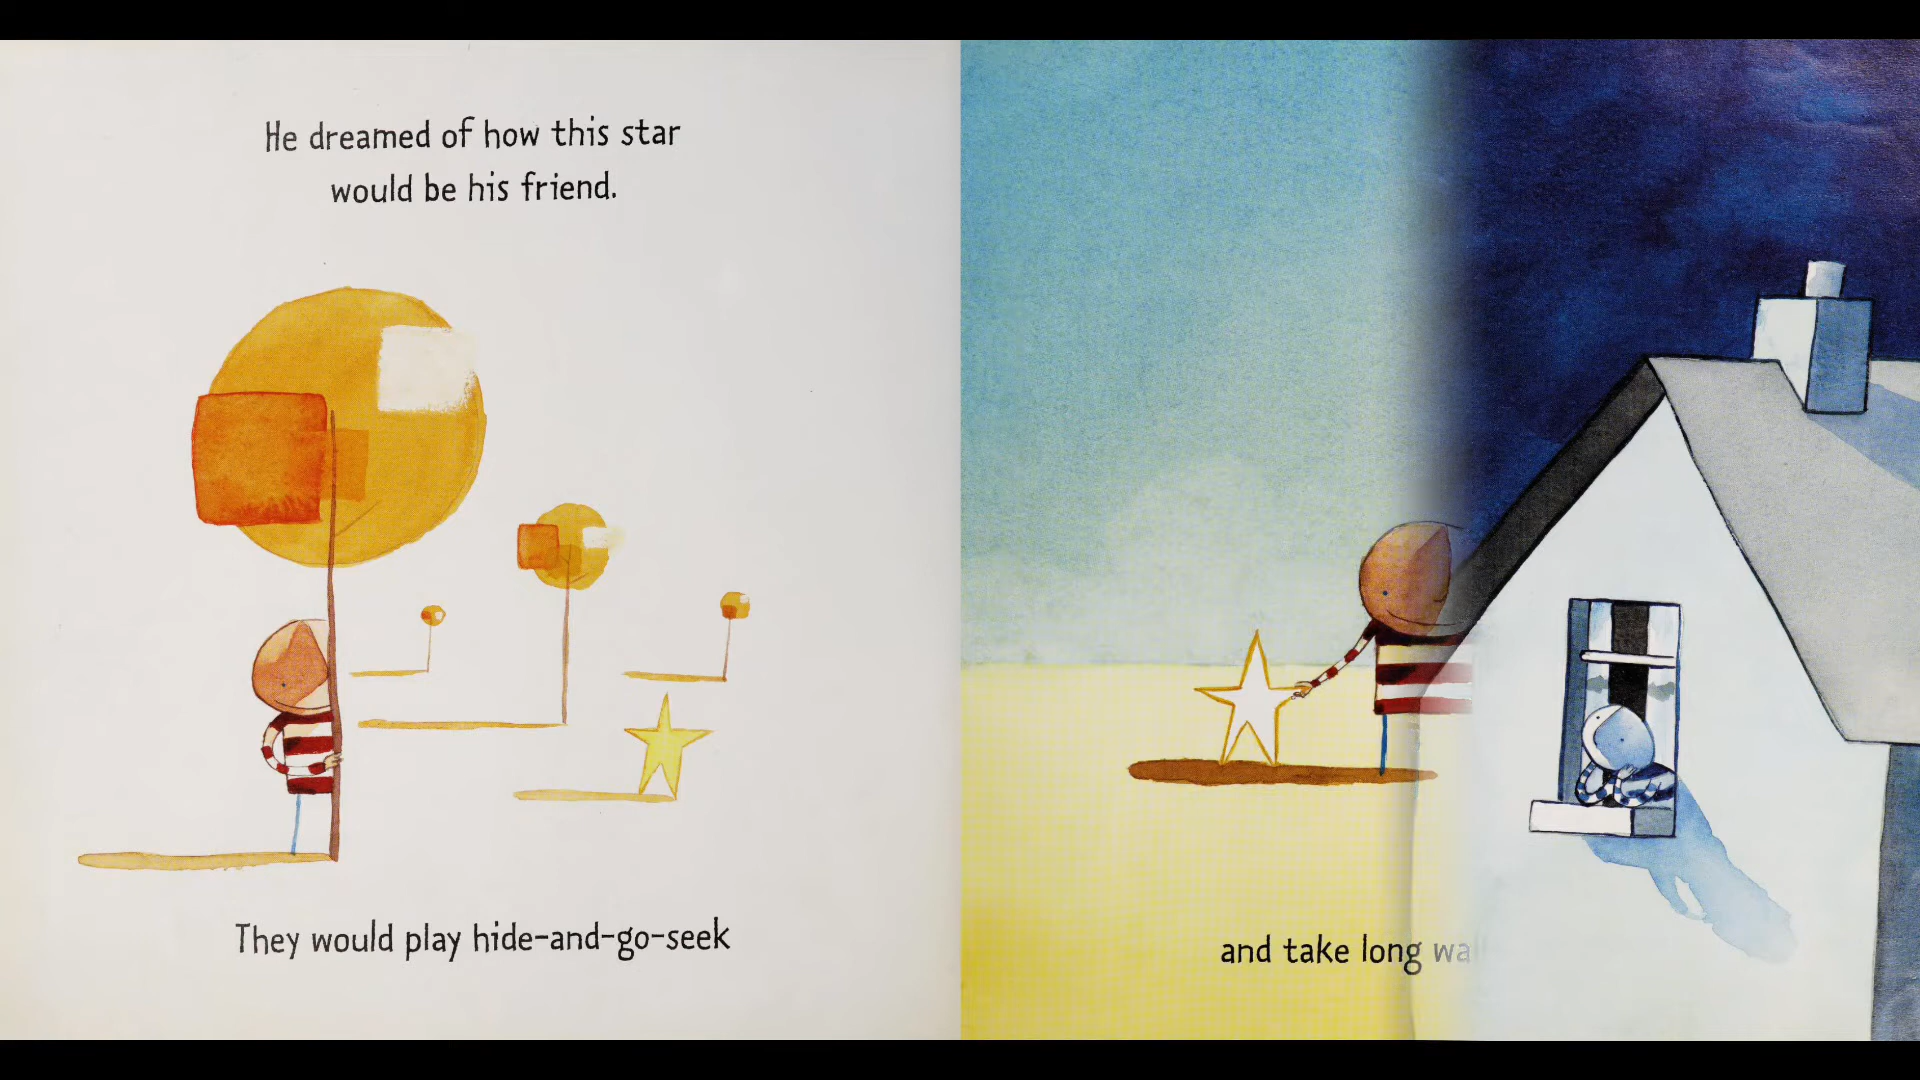 He dreamed of how this star
would be his friend.
They would play hide-and-go-seek
and take long